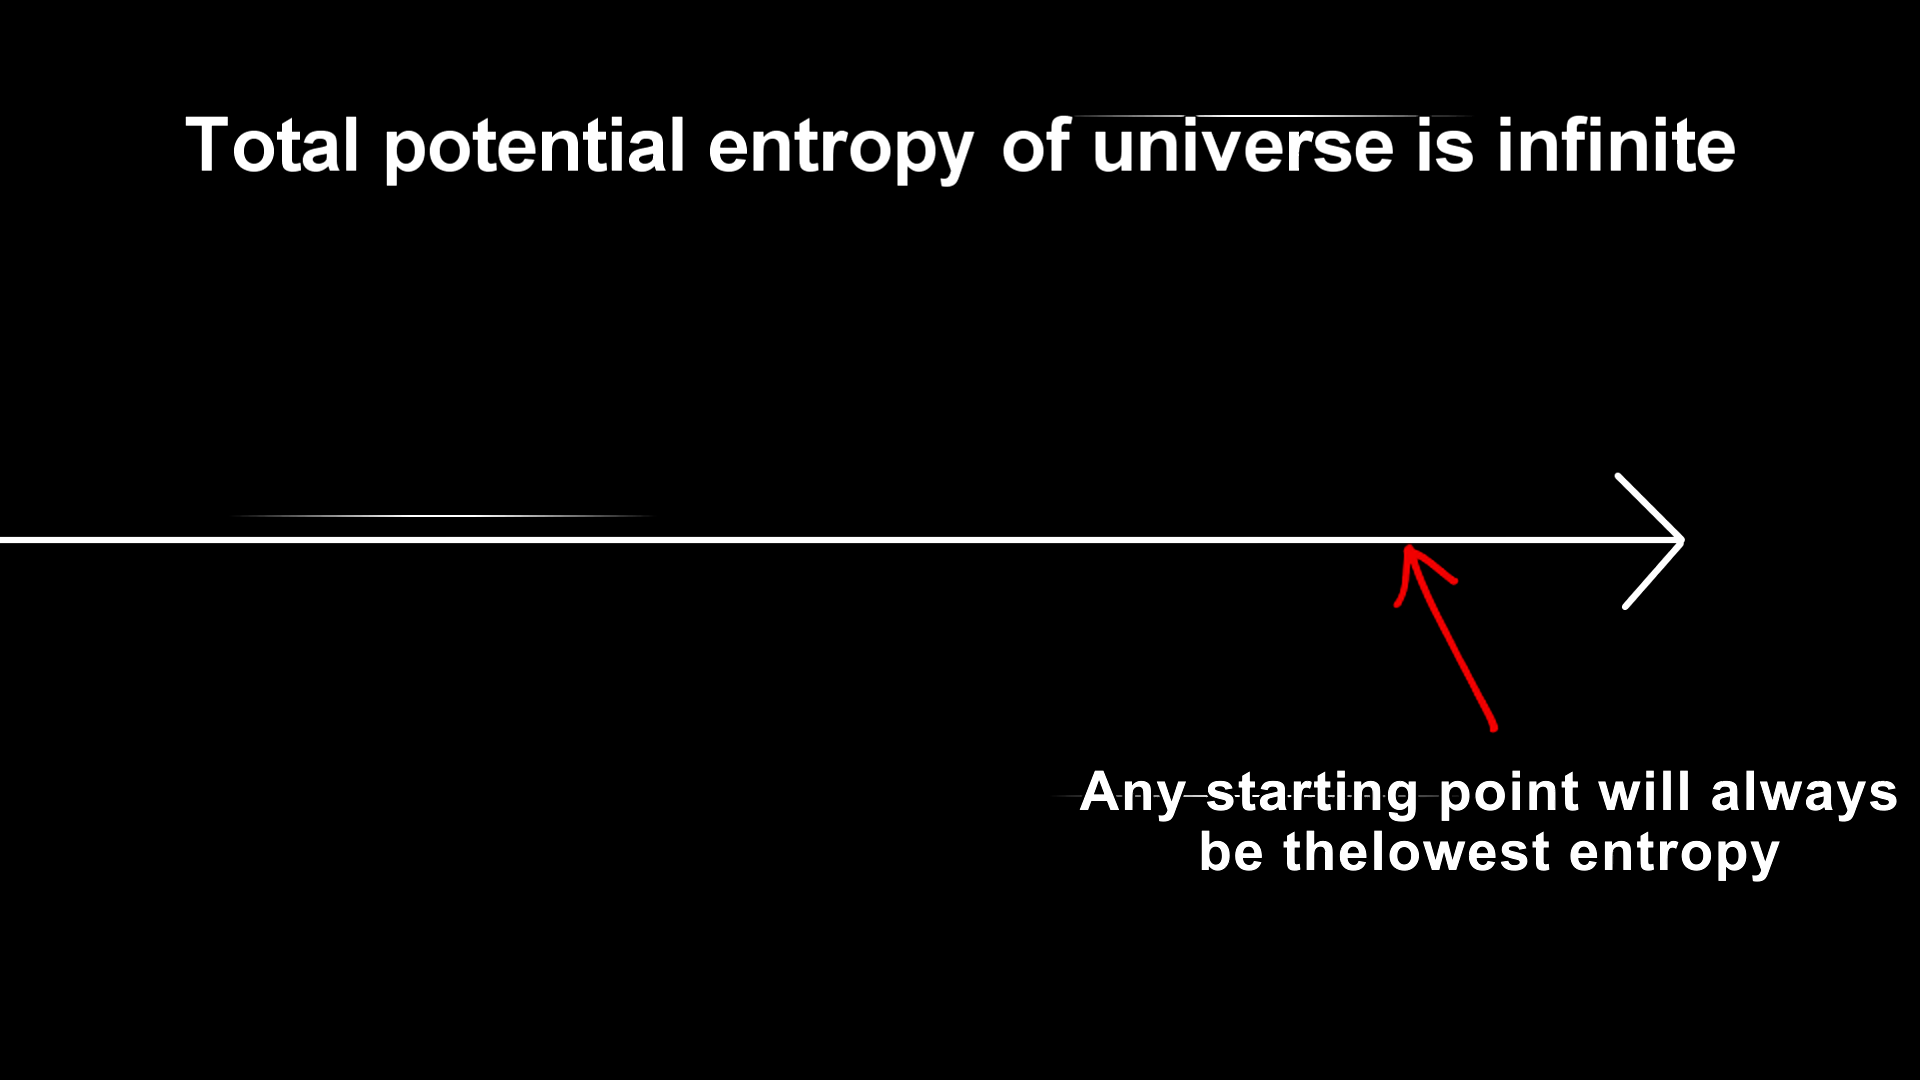 Total potential entropy of universe is infinite
Any starting point will always
be thelowest entropy